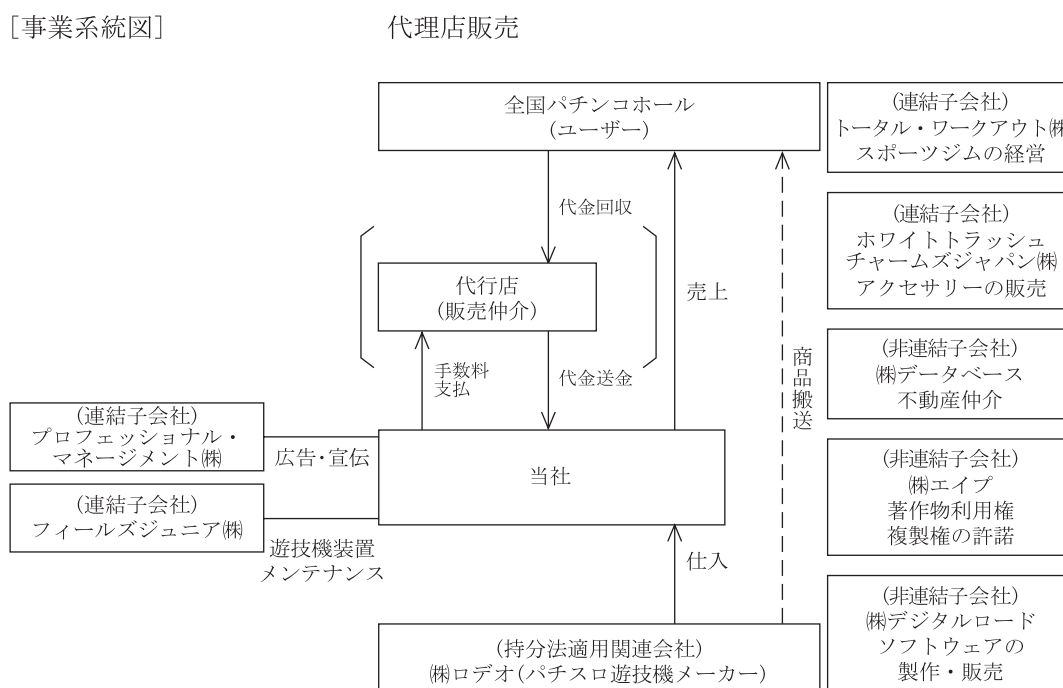 [事業系統図]
代理店販売
全国パチンコホール
(ユーザー)
代金回収
代行店
(販売仲介)
手数料
支払
代金送金
売上
商品搬送
(連結子会社)
プロフェッショナル・
マネージメント㈱
広告・宣伝
(連結子会社)
フィールズジュニア㈱
遊技機装置
メンテナンス
当社
仕入
(持分法適用関連会社)
㈱ロデオ(パチスロ遊技機メーカー)
(連結子会社)
トータル・ワークアウト㈱
スポーツジムの経営
(連結子会社)
ホワイトトラッシュ
チャームズジャパン㈱
アクセサリーの販売
(非連結子会社)
㈱データベース
不動産仲介
(非連結子会社)
㈱エイプ
著作物利用権
複製権の許諾
(非連結子会社)
㈱デジタルロード
ソフトウェアの
製作・販売